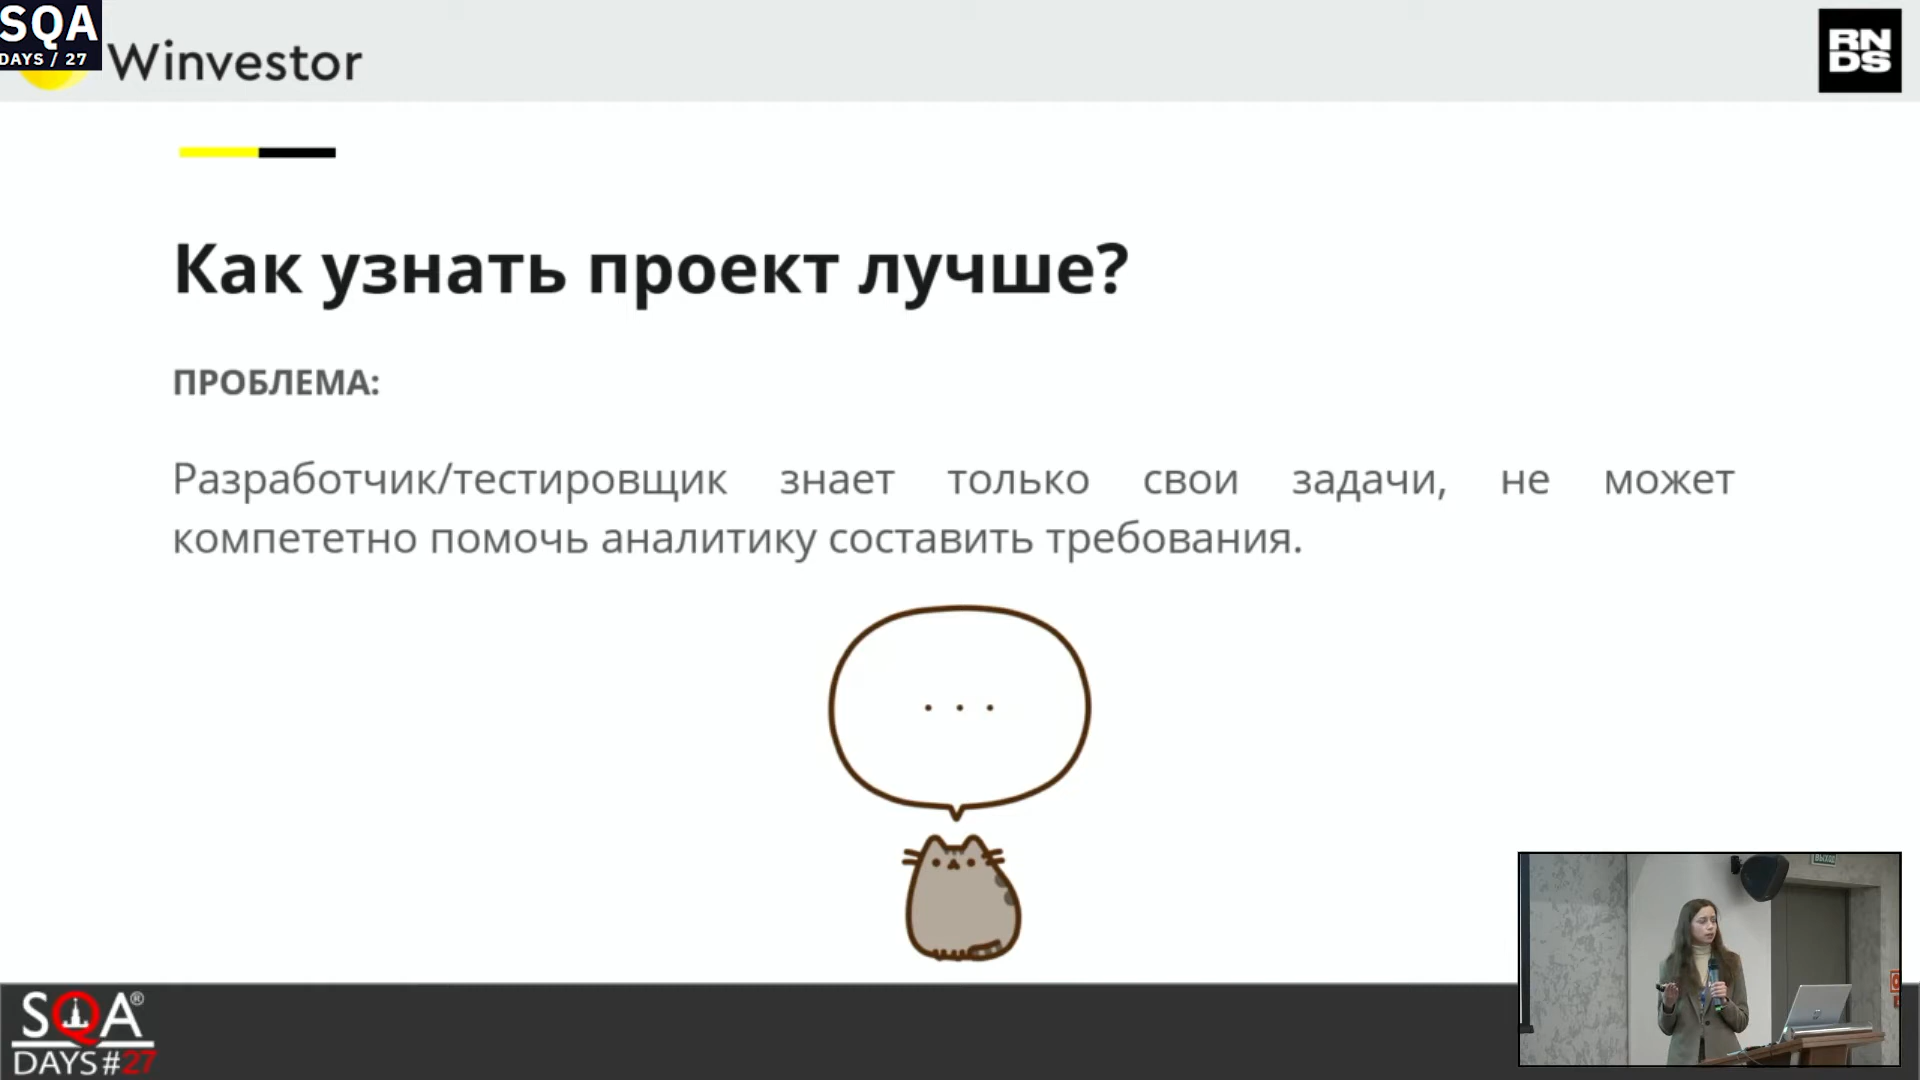 SQA
DAYS / 27
Winvestor
RN
DS
Как узнать проект лучше?
ПРОБЛЕМА:
Разработчик/тестировщик знает только свои задачи, не может
компететно помочь аналитику составить требования.
. . .
ВЫХОД
SQA®
DAYS#27